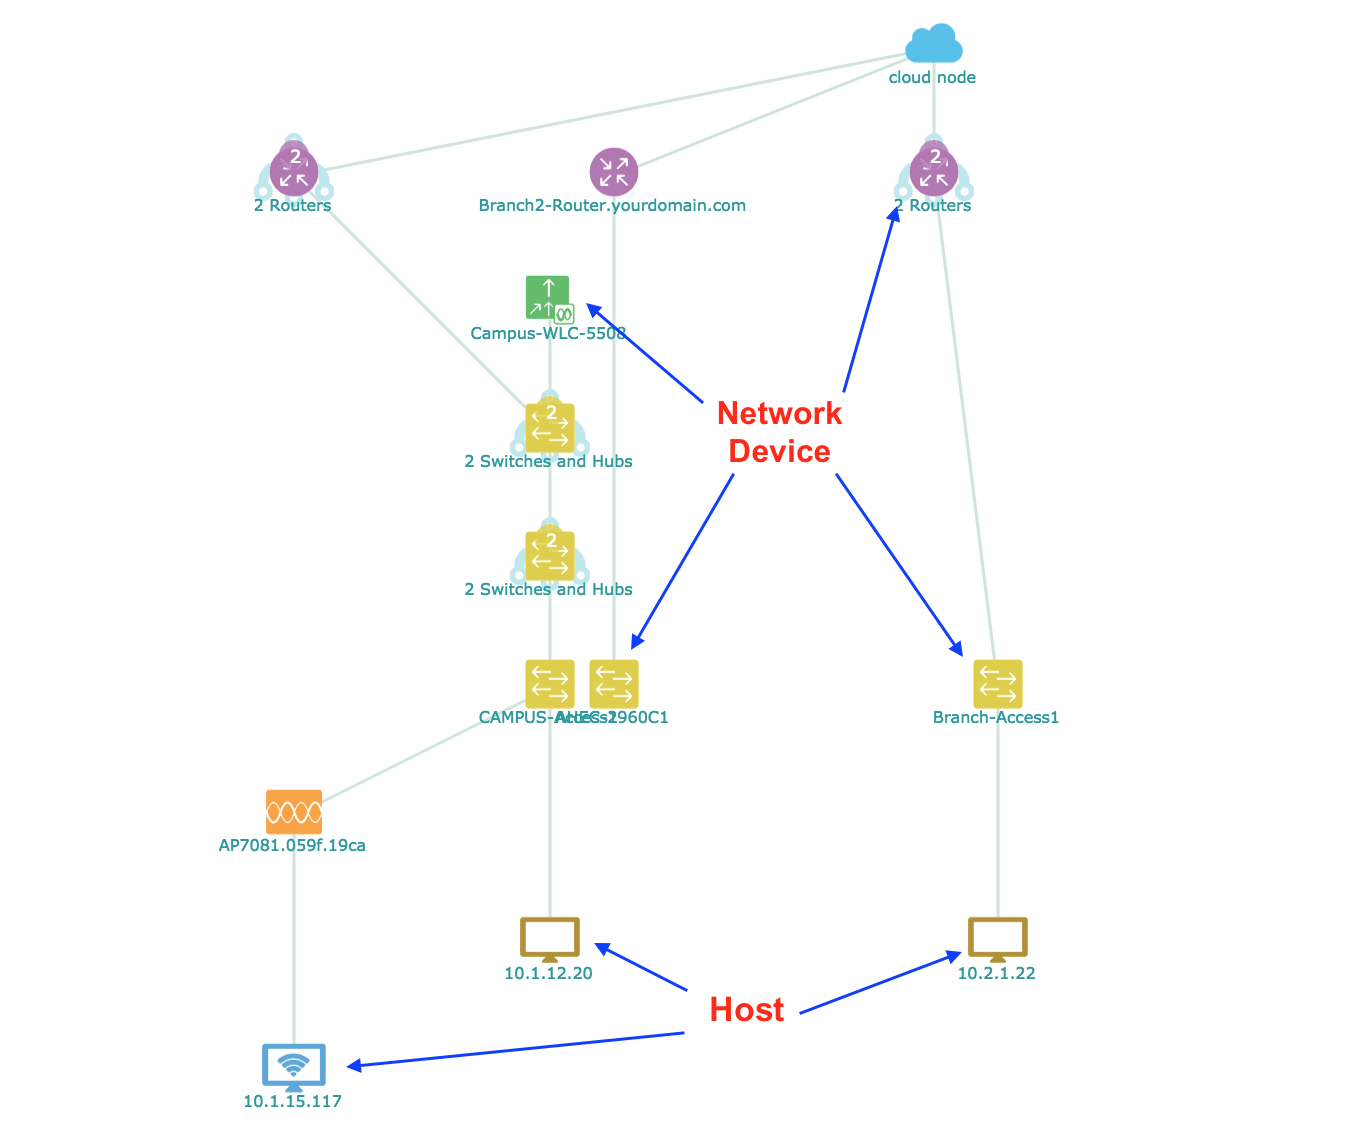 cloud node
2
2 Routers
Branch2-Router.yourdomain.com
2
2 Routers
Campus-WLC-5508
Network
Device
2
2 Switches and Hubs
2
2 Switches and Hubs
CAMPUS-Access1
AHEC-2960C1
Branch-Access1
AP7081.059f.19ca
10.1.12.20
10.2.1.22
Host
10.1.15.117